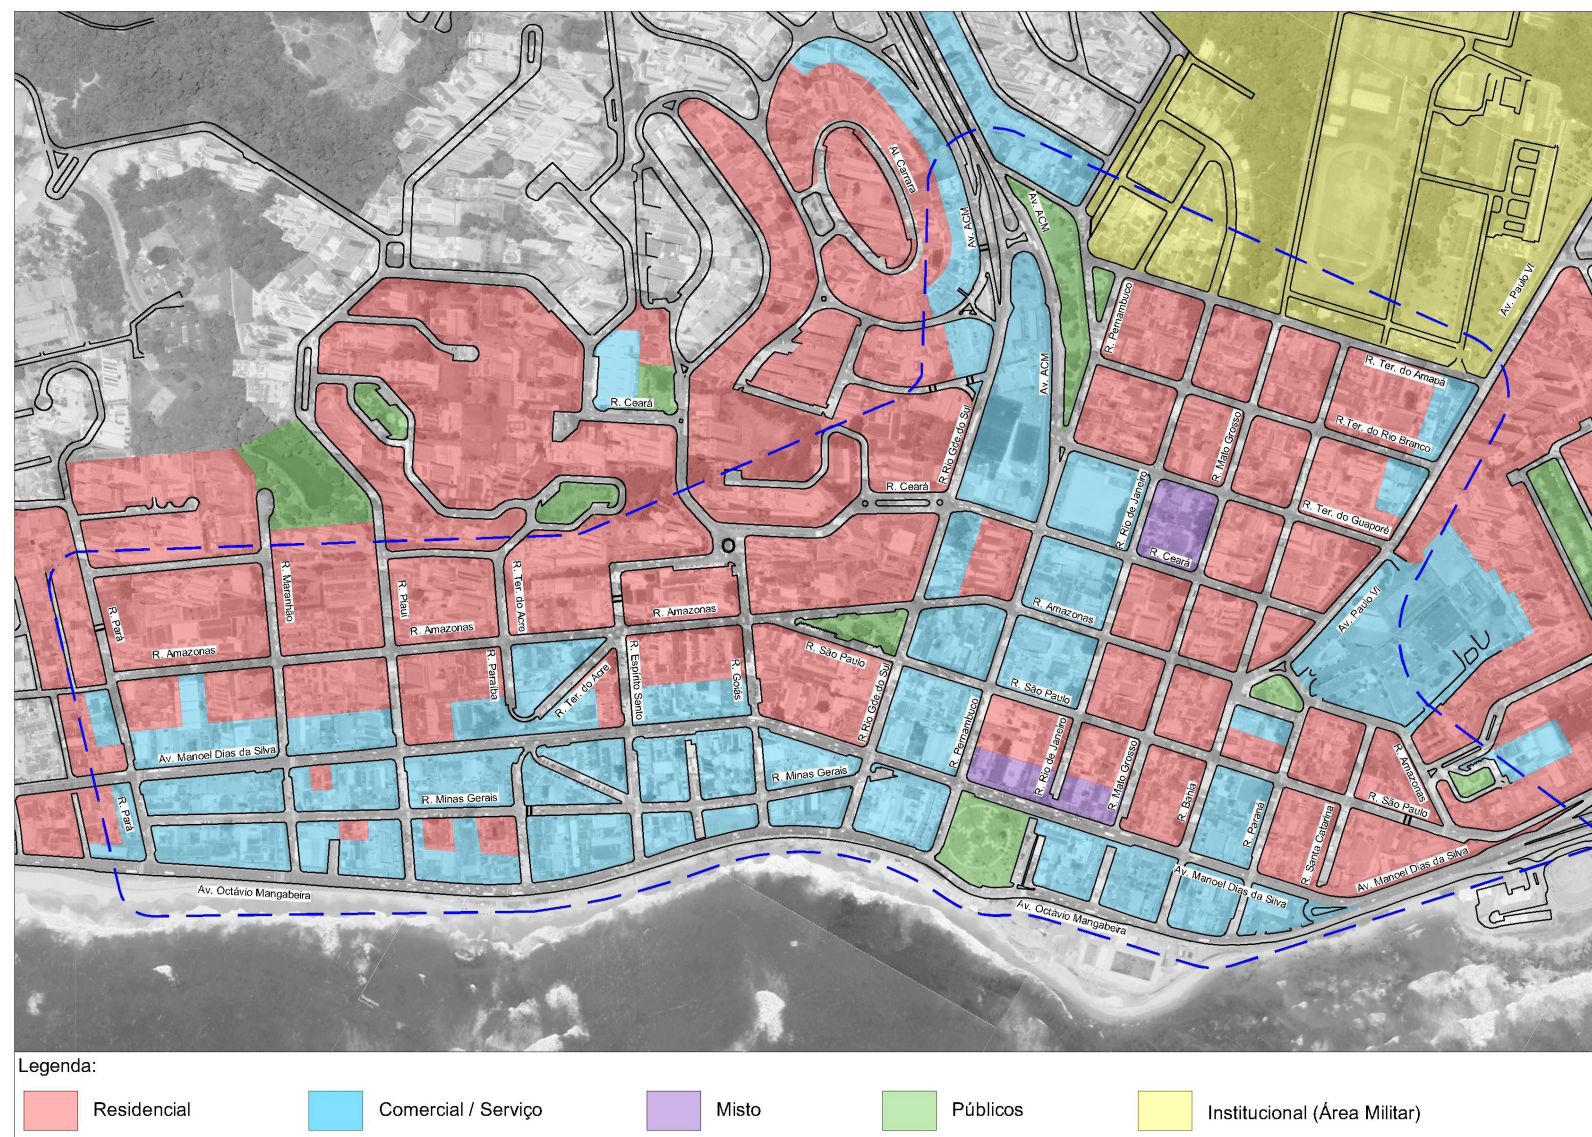 Al. Carrara
Av. ACM
Av. ACM
Av. Paulo VI
R. Pernambuco
Av. ACM
R. Ter. do Amapá
R. Ceará
R Rio Gde.do Sul
R. Mato Grosso
R.Ter. do Rio Branco
R. Ceará
R. Rio de Janeiro
R. Ter. do Guaporé
R. Ceará
R. Maranhão
R. Piauí
R. Ter. do Acre
R. Pará
R. Amazonas
R. Amazonas
R. Amazonas
R. Amazonas
Av. Paulo VI
R. Paraíba
R. Ter. do Acre
R. Espírito Santo
R. Goiás
R. São Paulo
R. Rio Gde.do Sul
R. São Paulo
Av. Manoel Dias da Silva
R. Pernambuco
R. Rio de Janeiro
R. Mato Grosso
R. Minas Gerais
R. Minas Gerais
R. Pará
R. Bahia
R. Paraná
R. Santa Catarina
R. Amazonas
R. São Paulo
Av. Manoel Dias da Silva
Av. Manoel Dias da Silva
Av. Octávio Mangabeira
Av. Octávio Mangabeira
Legenda:
Residencial
Comercial / Serviço
Misto
Públicos
Institucional (Área Militar)